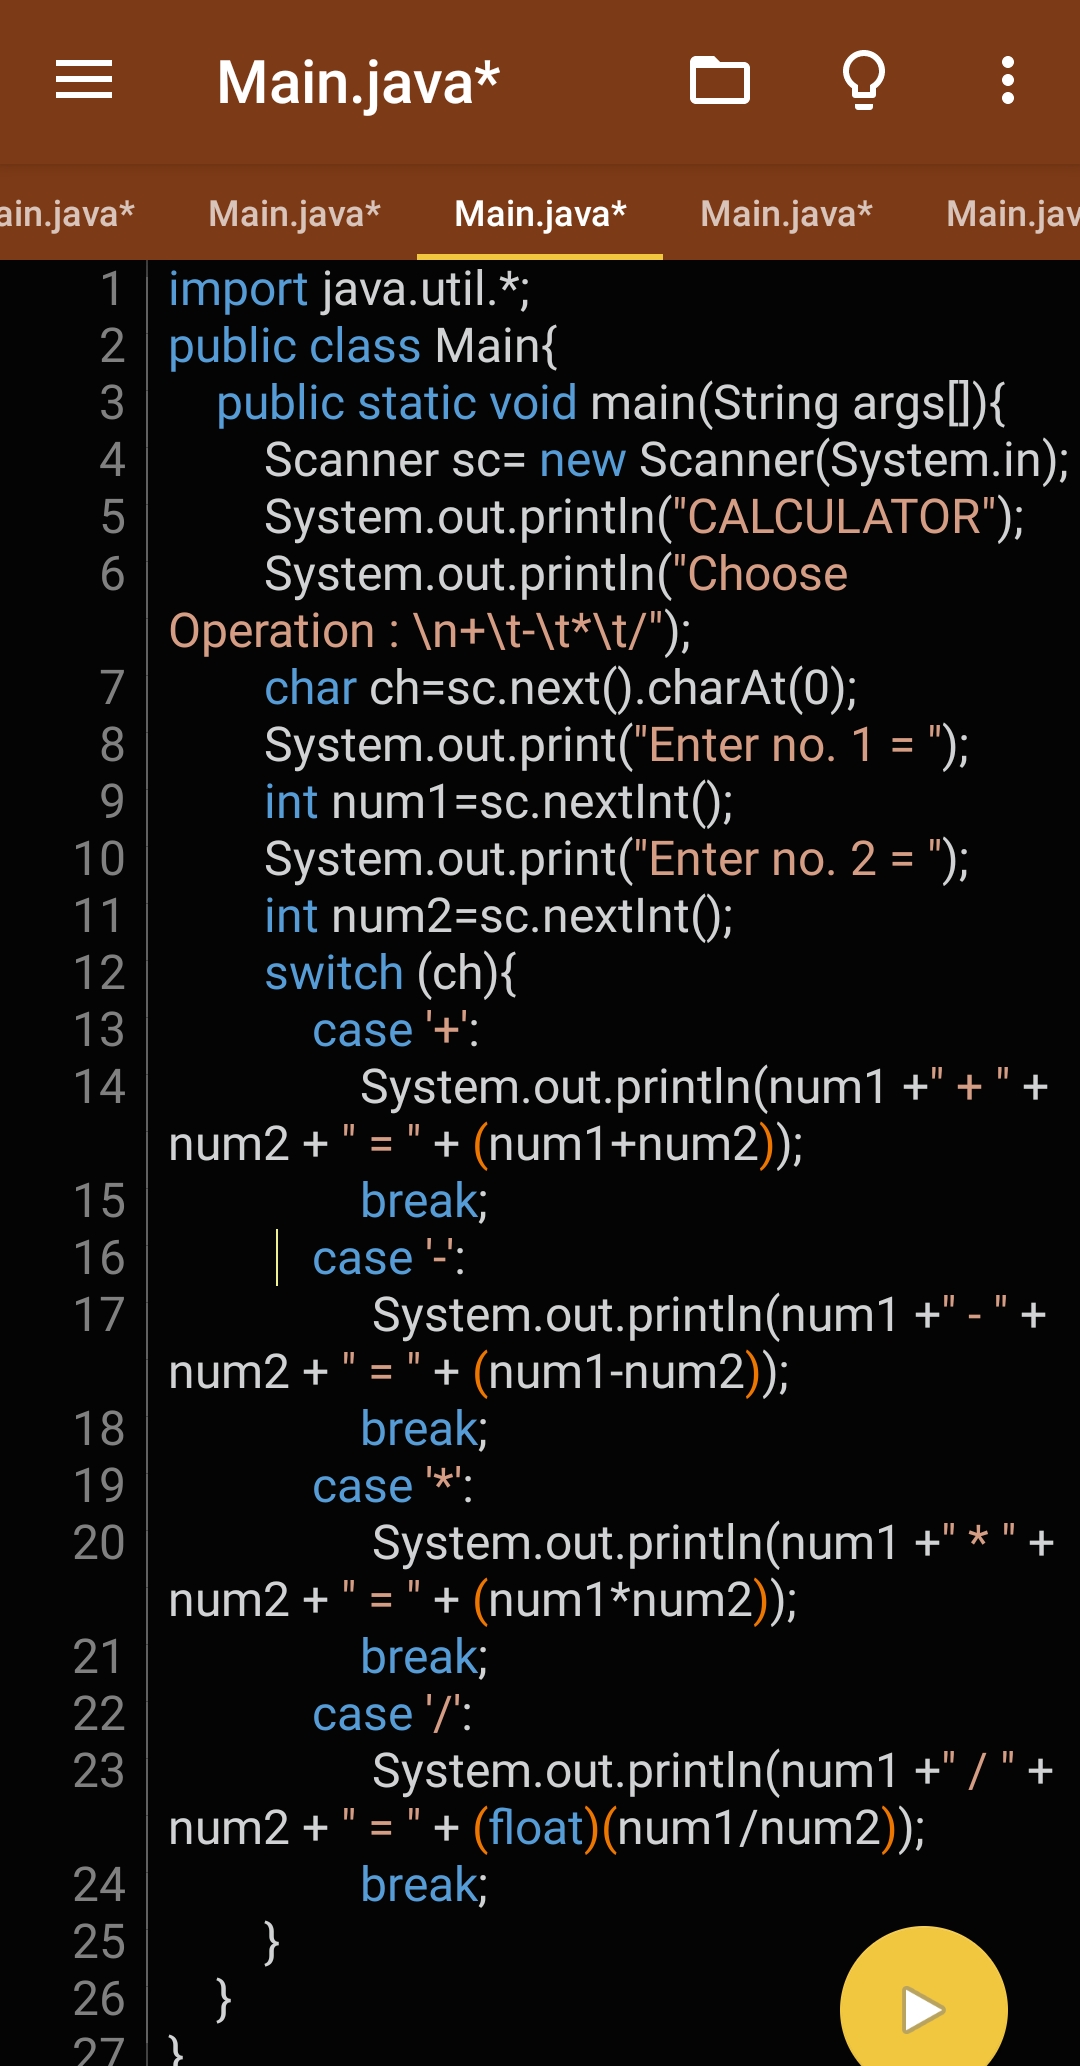 Main.java*
ain.java* Main.java* Main.java* Main.java* Main.jav
1 import java.util.*;
2 public class Main{
3 public static void main(String args[]){
4 Scanner sc= new Scanner(System.in);
5 System.out.println("CALCULATOR");
6 System.out.println("Choose
Operation : \n+\t-\t*\t/");
7 char ch=sc.next().charAt(0);
8 System.out.print("Enter no. 1 = ");
9 int num1=sc.nextInt();
10 System.out.print("Enter no. 2 = ");
11 int num2=sc.nextInt();
12 switch (ch){
13 case '+':
14 System.out.println(num1 +" + " +
num2 + " = " + (num1+num2));
15 break;
16 case '-':
17 System.out.println(num1 +" - " +
num2 + " = " + (num1-num2));
18 break;
19 case '*':
20 System.out.println(num1 +" * " +
num2 + " = " + (num1*num2));
21 break;
22 case '/':
23 System.out.println(num1 +" / " +
num2 + " = " + (float)(num1/num2));
24 break;
25 }
26 }
27 }